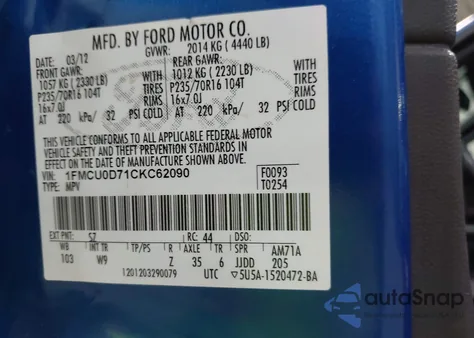 MFD. BY FORD MOTOR CO.
DATE: 03/12 GVWR: 2014 KG ( 4440 LB)
FRONT GAWR: REAR GAWR:
1057 KG ( 2330 LB) 1012 KG ( 2230 LB)
P235/70R16 104T TIRES P235/70R16 104T TIRES
16x7.0J RIMS 16x7.0J RIMS
AT 220 kPa/ 32 PSI COLD AT 220 kPa/ 32 PSI COLD
THIS VEHICLE CONFORMS TO ALL APPLICABLE FEDERAL MOTOR
VEHICLE SAFETY, BUMPER, AND THEFT PREVENTION STANDARDS IN
EFFECT ON THE DATE OF MANUFACTURE SHOWN ABOVE.
VIN: 1FMCU0D71CKC62090 F0093
TYPE: MPV T0254
EXT PNT: SZ RC: 44 DSO:
WB INT TR TP/PS R AXLE TR SPR AM71A
103 W9 Z 35 6 JJDD 205
1201203290079 UTC 5U5A-1520472-BA
autoSnap